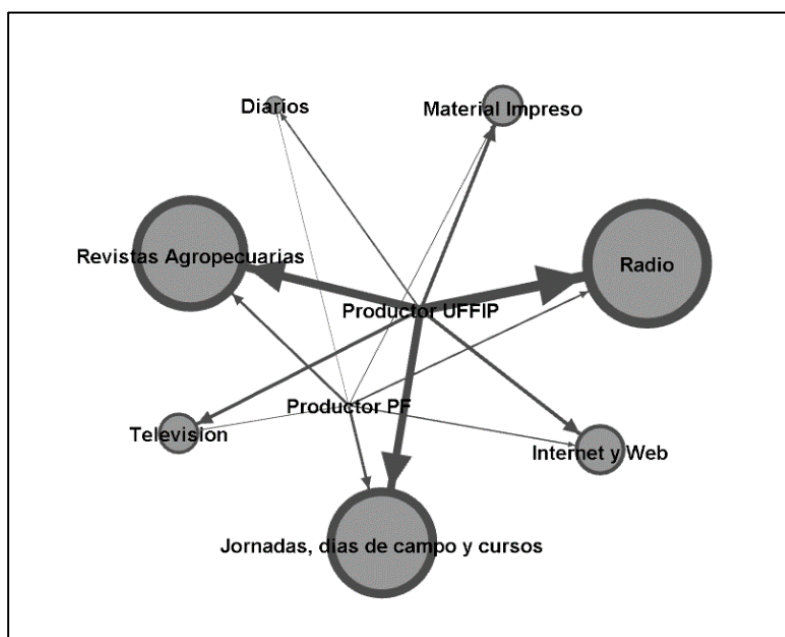 Diarios
Material Impreso
Revistas Agropecuarias
Radio
Productor UFFIP
Productor PF
Television
Internet y Web
Jornadas, dias de campo y cursos